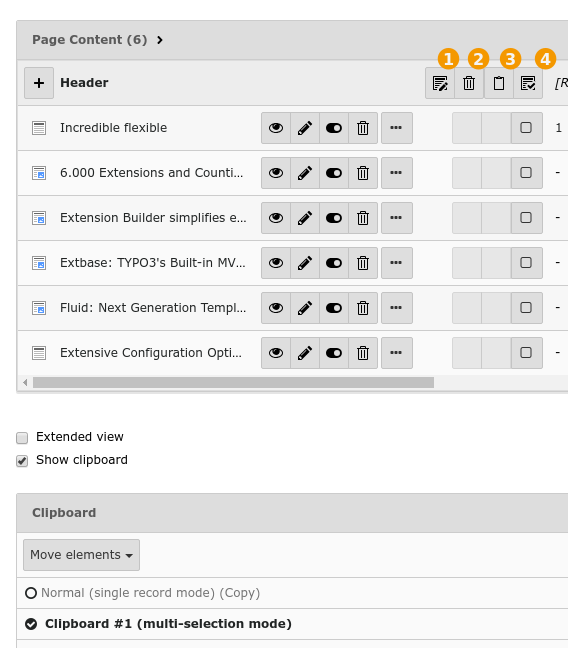 Page Content (6)
1 2 3 4
Header [R
Incredible flexible 1
6.000 Extensions and Counti... -
Extension Builder simplifies e... -
Extbase: TYPO3's Built-in MV... -
Fluid: Next Generation Templ... -
Extensive Configuration Opti... -
Extended view
Show clipboard
Clipboard
Move elements
Normal (single record mode) (Copy)
Clipboard #1 (multi-selection mode)